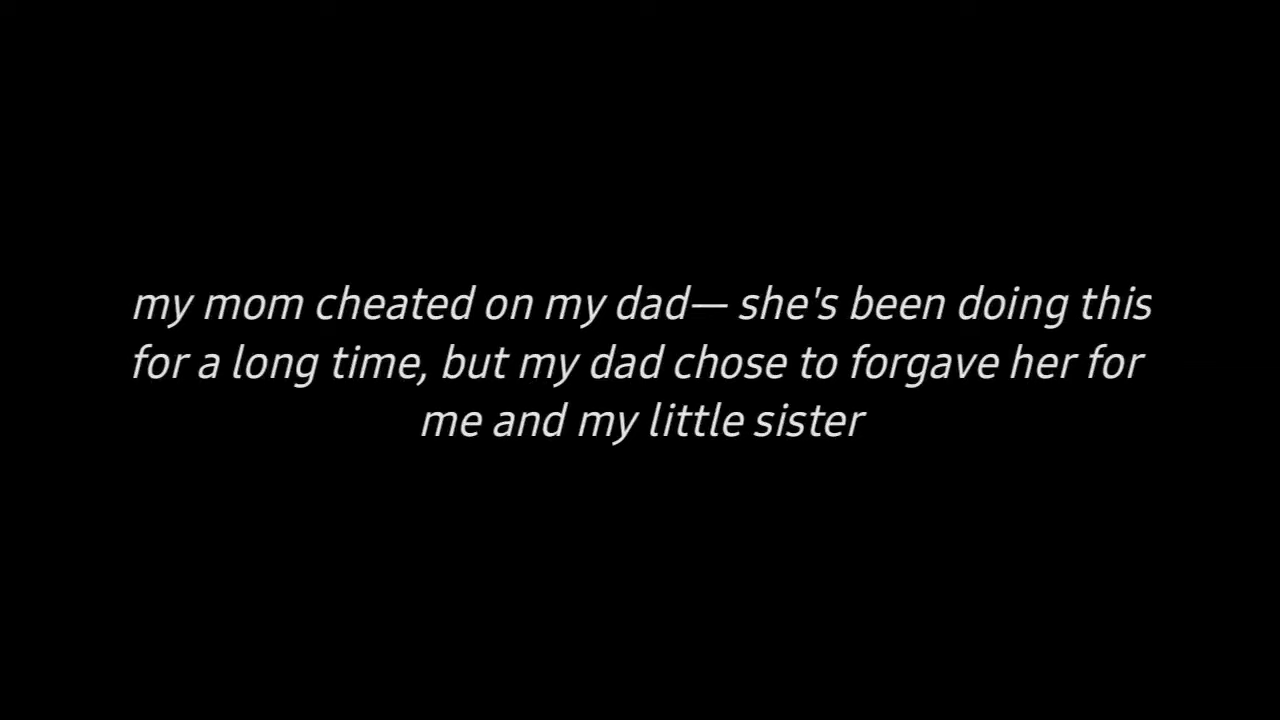 my mom cheated on my dad— she's been doing this
for a long time, but my dad chose to forgave her for
me and my little sister